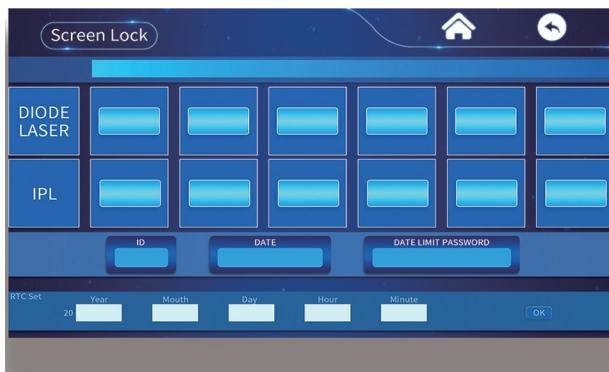 Screen Lock
DIODE
LASER
IPL
ID
DATE
DATE LIMIT PASSWORD
RTC Set
Year
Mouth
Day
Hour
Minute
20
OK